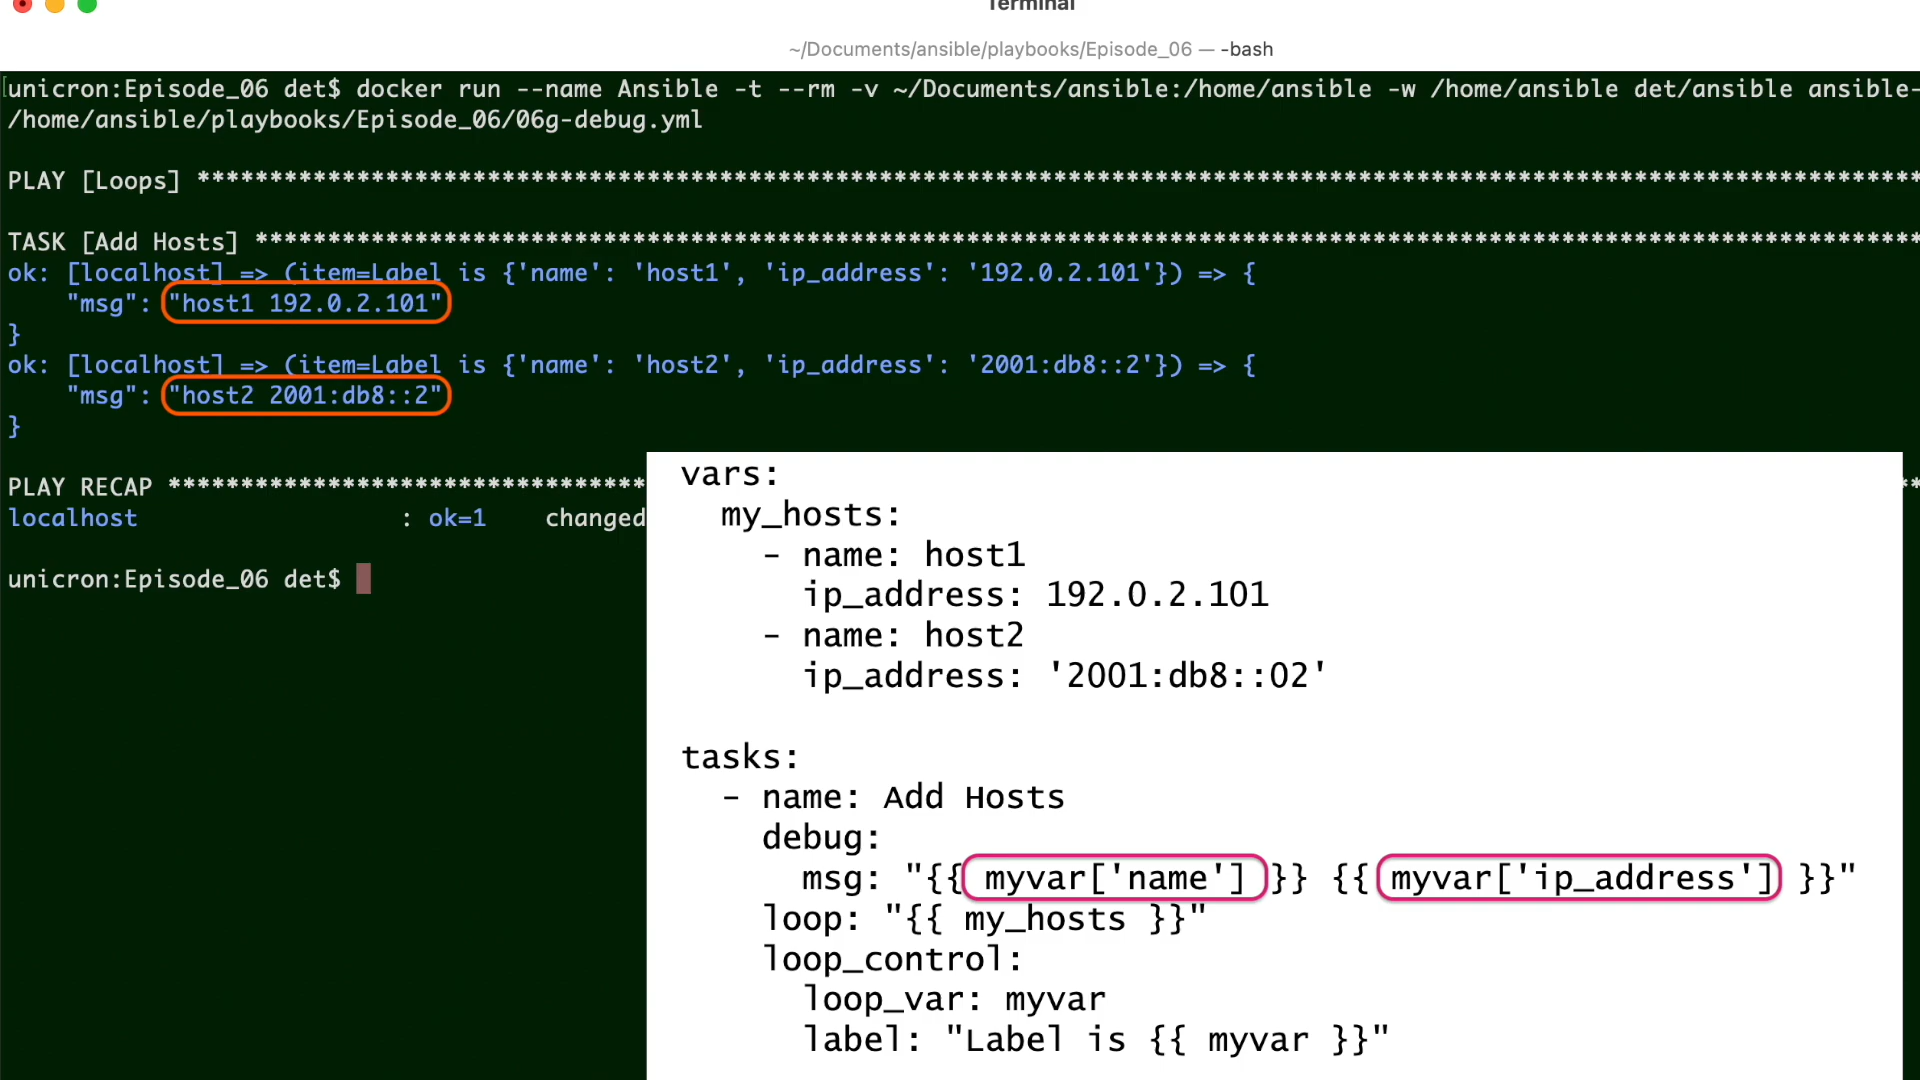 Terminal
~/Documents/ansible/playbooks/Episode_06 — -bash
unicron:Episode_06 det$ docker run --name Ansible -t --rm -v ~/Documents/ansible:/home/ansible -w /home/ansible det/ansible ansible-
/home/ansible/playbooks/Episode_06/06g-debug.yml
PLAY [Loops] ***********************************************************************************************************************
TASK [Add Hosts] *******************************************************************************************************************
ok: [localhost] => (item=Label is {'name': 'host1', 'ip_address': '192.0.2.101'}) => {
    "msg": "host1 192.0.2.101"
}
ok: [localhost] => (item=Label is {'name': 'host2', 'ip_address': '2001:db8::2'}) => {
    "msg": "host2 2001:db8::2"
}
PLAY RECAP *********************************
localhost                  : ok=1    changed
unicron:Episode_06 det$
vars:
  my_hosts:
    - name: host1
      ip_address: 192.0.2.101
    - name: host2
      ip_address: '2001:db8::02'
tasks:
  - name: Add Hosts
    debug:
      msg: "{{ myvar['name'] }} {{ myvar['ip_address'] }}"
    loop: "{{ my_hosts }}"
    loop_control:
      loop_var: myvar
      label: "Label is {{ myvar }}"